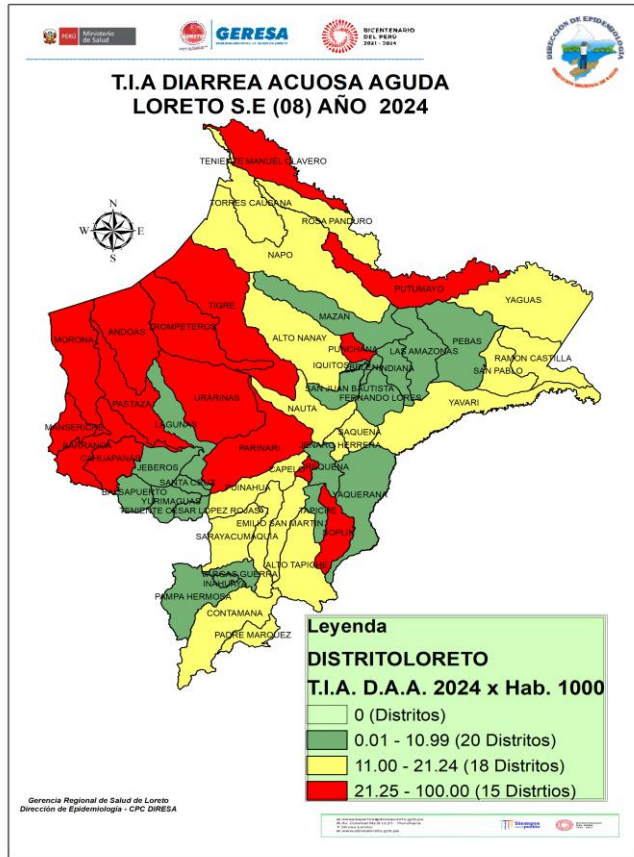 PERÚ
Ministerio
de Salud
LORETO
GERESA
BICENTENARIO
DEL PERÚ
2021 - 2024
DIRECCION DE EPIDEMIOLOGÍA
T.I.A DIARREA ACUOSA AGUDA
LORETO S.E (08) AÑO 2024
N
W
E
S
TENIENTE MANUEL CLAVERO
TORRES CAUSANA
ROSA PANDURO
NAPO
PUTUMAYO
YAGUAS
TIGRE
MAZAN
TROMPETEROS
ANDOAS
MORONA
ALTO NANAY
PUNCHANA
LAS AMAZONAS
PEBAS
RAMON CASTILLA
IQUITOS
INDIANA
SAN PABLO
SAN JUAN BAUTISTA
FERNANDO LORES
URARINAS
PASTAZA
NAUTA
YAVARI
LAGUNAS
MANSERICHE
SAQUENA
BARRANCA
PARINARI
JENARO HERRERA
CAHUAPANAS
JEBEROS
CAPELO
REQUENA
SANTA CRUZ
PUINAHUA
YAQUERANA
BALSAPUERTO
YURIMAGUAS
TAPICHE
TENIENTE CESAR LOPEZ ROJAS
EMILIO SAN MARTIN
SOPLIN
SARAYACU
MAQUIA
ALTO TAPICHE
VARGAS GUERRA
INAHUAYA
PAMPA HERMOSA
CONTAMANA
PADRE MARQUEZ
Leyenda
DISTRITOLORETO
T.I.A. D.A.A. 2024 x Hab. 1000
0 (Distritos)
0.01 - 10.99 (20 Distritos)
11.00 - 21.24 (18 Distritos)
21.25 - 100.00 (15 Distrtios)
Gerencia Regional de Salud de Loreto
Dirección de Epidemiología - CPC DIRESA
Siempre
con el pueblo